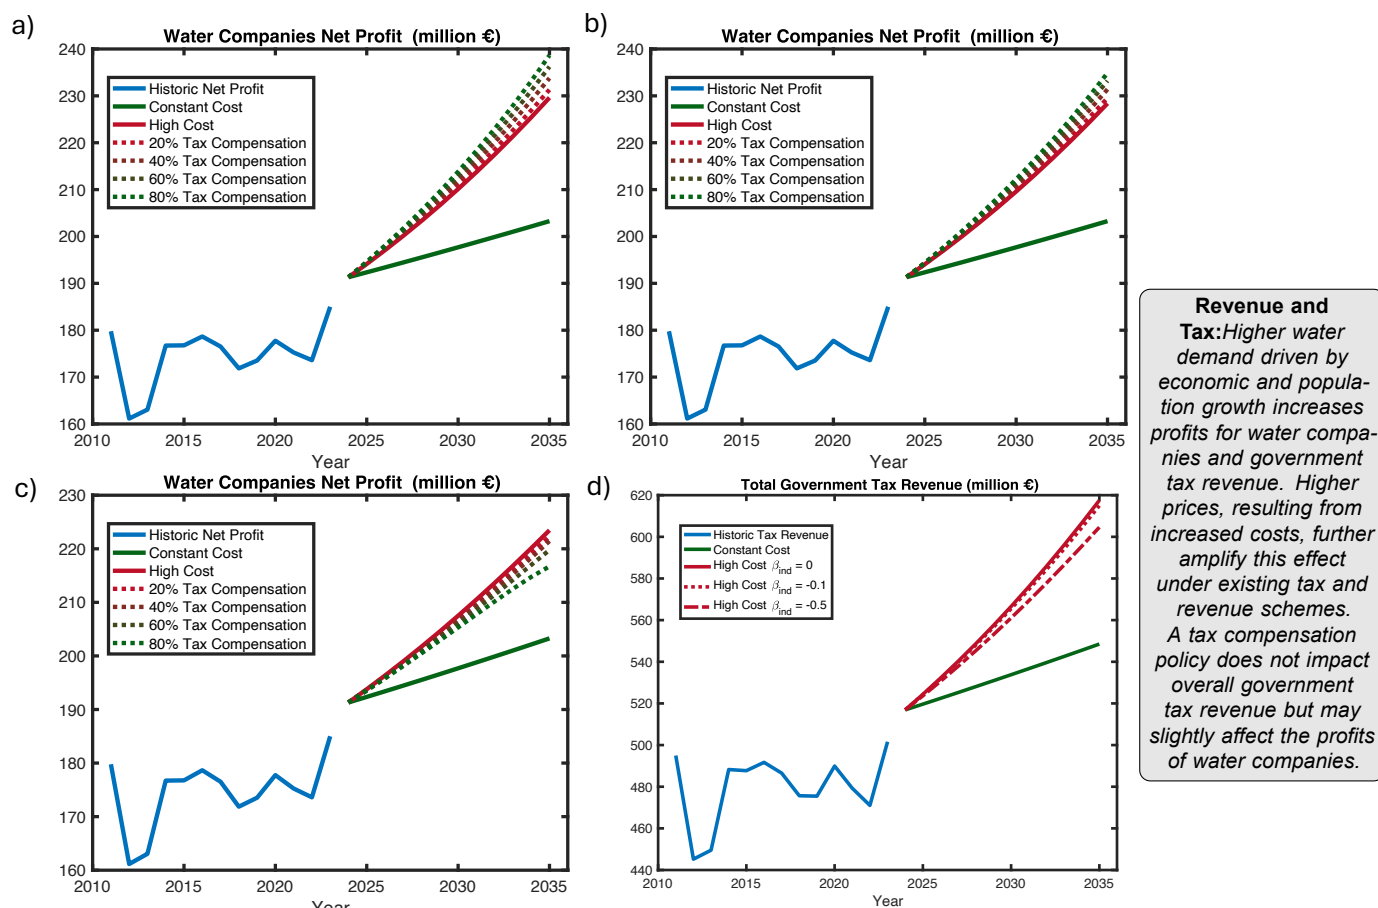 a)
Water Companies Net Profit (million €)
240
230
220
210
200
190
180
170
160
2010
2015
2020
2025
2030
2035
Year
Historic Net Profit
Constant Cost
High Cost
20% Tax Compensation
40% Tax Compensation
60% Tax Compensation
80% Tax Compensation
b)
Water Companies Net Profit (million €)
240
230
220
210
200
190
180
170
160
2010
2015
2020
2025
2030
2035
Year
Historic Net Profit
Constant Cost
High Cost
20% Tax Compensation
40% Tax Compensation
60% Tax Compensation
80% Tax Compensation
c)
Water Companies Net Profit (million €)
230
220
210
200
190
180
170
160
2010
2015
2020
2025
2030
2035
Year
Historic Net Profit
Constant Cost
High Cost
20% Tax Compensation
40% Tax Compensation
60% Tax Compensation
80% Tax Compensation
d)
Total Government Tax Revenue (million €)
620
600
580
560
540
520
500
480
460
440
2010
2015
2020
2025
2030
2035
Year
Historic Tax Revenue
Constant Cost
High Cost β_ind = 0
High Cost β_ind = -0.1
High Cost β_ind = -0.5
Revenue and
Tax:Higher water
demand driven by
economic and popula-
tion growth increases
profits for water compa-
nies and government
tax revenue. Higher
prices, resulting from
increased costs, further
amplify this effect
under existing tax and
revenue schemes.
A tax compensation
policy does not impact
overall government
tax revenue but may
slightly affect the profits
of water companies.